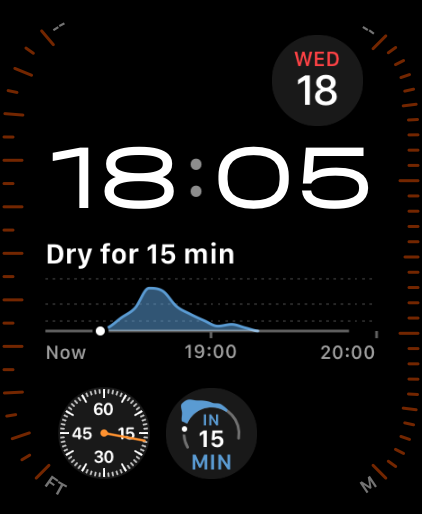 --
--
WED
18
18:05
Dry for 15 min
Now 19:00 20:00
60
45 15
30
IN
15
MIN
FT M